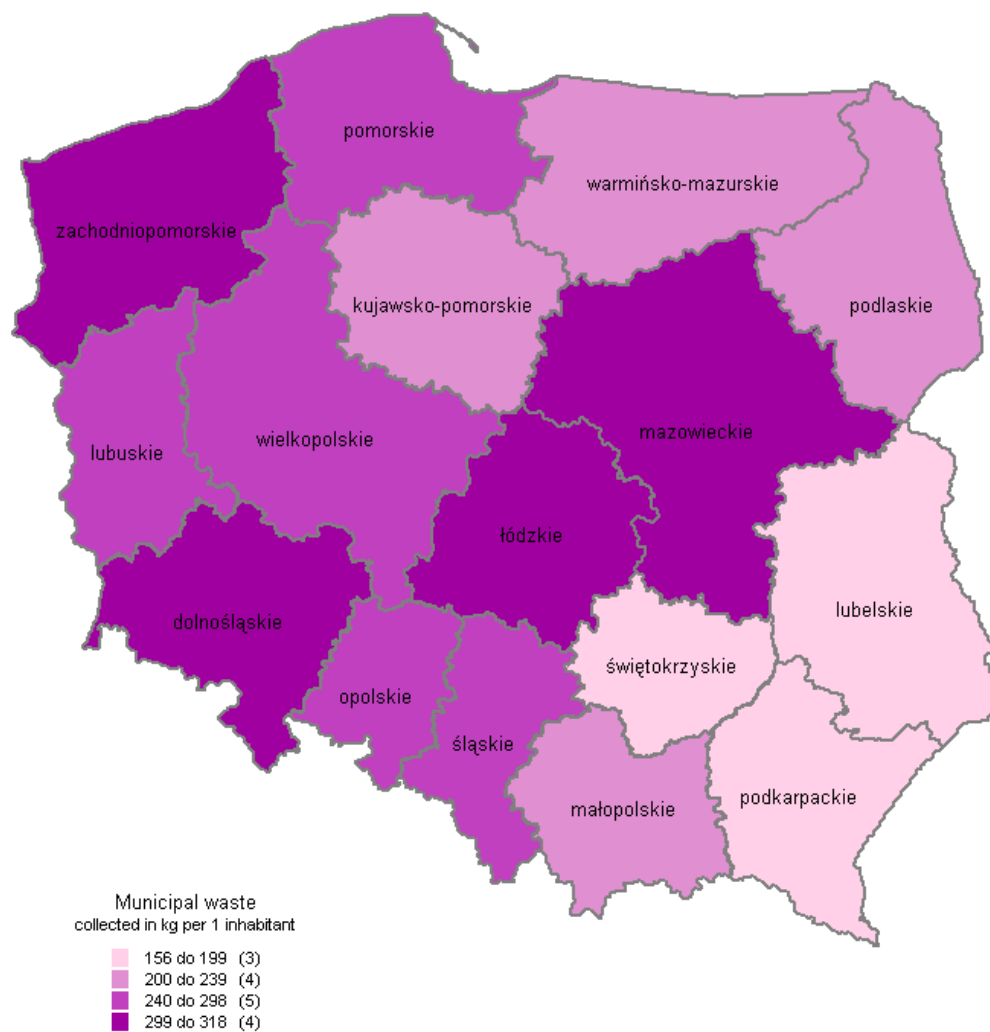 pomorskie
warmińsko-mazurskie
zachodniopomorskie
kujawsko-pomorskie
podlaskie
lubuskie
wielkopolskie
mazowieckie
łódzkie
dolnośląskie
lubelskie
świętokrzyskie
opolskie
śląskie
małopolskie
podkarpackie
Municipal waste
collected in kg per 1 inhabitant
156 do 199 (3)
200 do 239 (4)
240 do 298 (5)
299 do 318 (4)